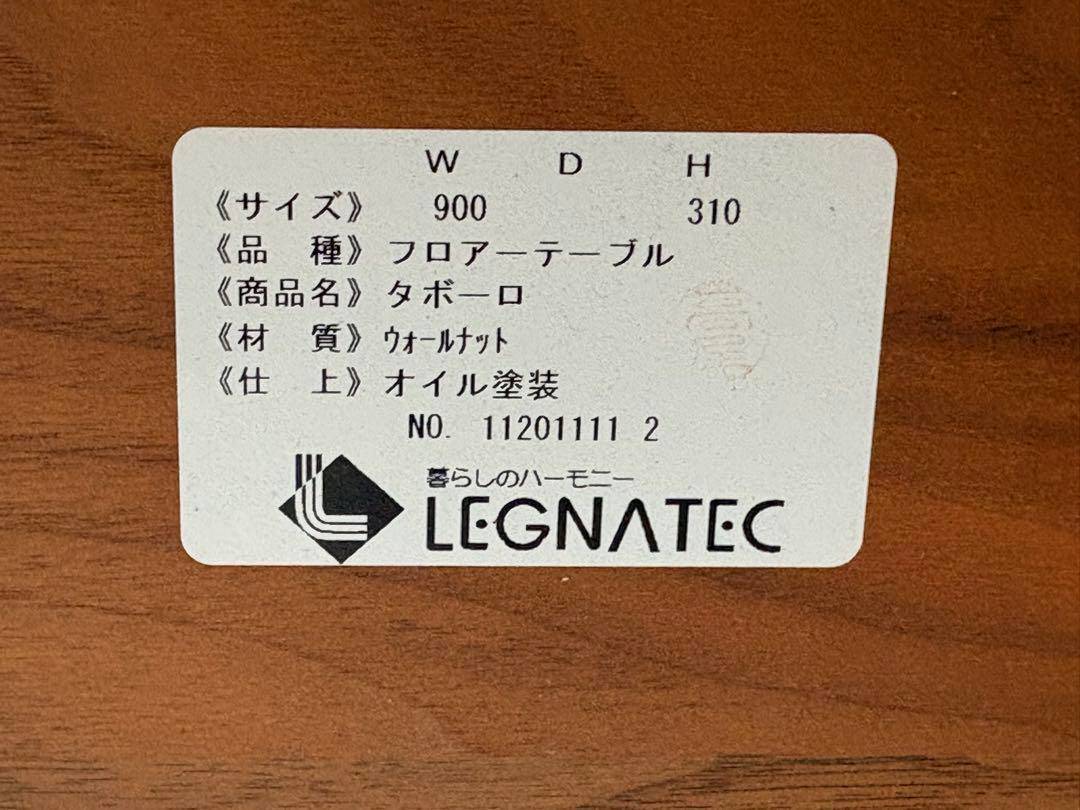 W D H
《サイズ》 900 310
《品　種》フロアーテーブル
《商品名》タボーロ
《材　質》ｳｫｰﾙﾅｯﾄ
《仕　上》オイル塗装
NO. 11201111 2
暮らしのハーモニー
LEGNATEC